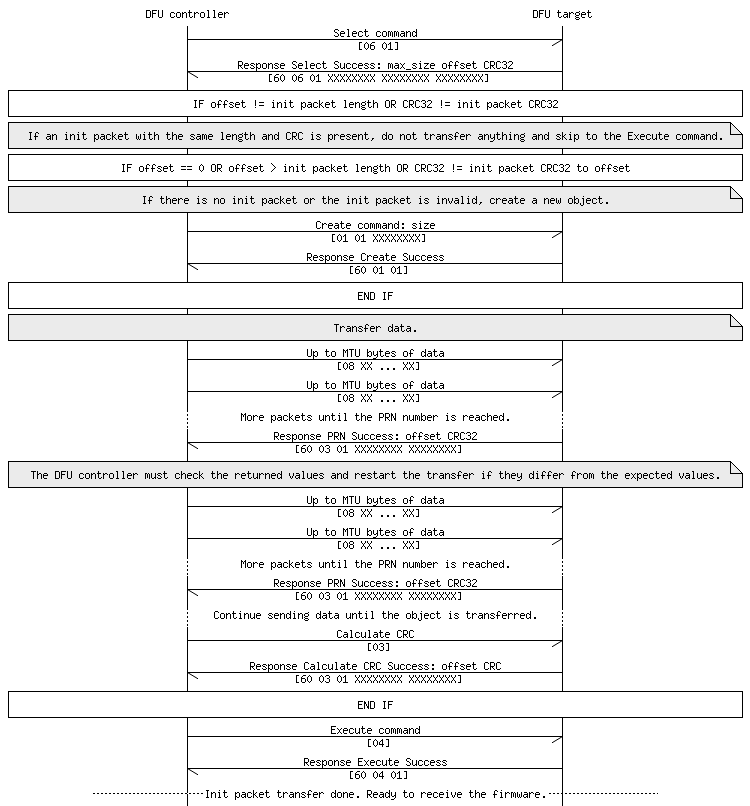 DFU controller DFU target
Select command
[06 01]
Response Select Success: max_size offset CRC32
[60 06 01 XXXXXXXX XXXXXXXX XXXXXXXX]
IF offset != init packet length OR CRC32 != init packet CRC32
If an init packet with the same length and CRC is present, do not transfer anything and skip to the Execute command.
IF offset == 0 OR offset > init packet length OR CRC32 != init packet CRC32 to offset
If there is no init packet or the init packet is invalid, create a new object.
Create command: size
[01 01 XXXXXXXX]
Response Create Success
[60 01 01]
END IF
Transfer data.
Up to MTU bytes of data
[08 XX ... XX]
Up to MTU bytes of data
[08 XX ... XX]
More packets until the PRN number is reached.
Response PRN Success: offset CRC32
[60 03 01 XXXXXXXX XXXXXXXX]
The DFU controller must check the returned values and restart the transfer if they differ from the expected values.
Up to MTU bytes of data
[08 XX ... XX]
Up to MTU bytes of data
[08 XX ... XX]
More packets until the PRN number is reached.
Response PRN Success: offset CRC32
[60 03 01 XXXXXXXX XXXXXXXX]
Continue sending data until the object is transferred.
Calculate CRC
[03]
Response Calculate CRC Success: offset CRC
[60 03 01 XXXXXXXX XXXXXXXX]
END IF
Execute command
[04]
Response Execute Success
[60 04 01]
Init packet transfer done. Ready to receive the firmware.